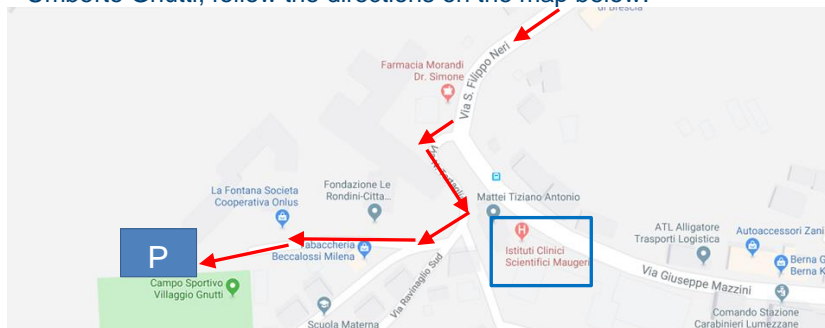 Umberto Gnutti, follow the directions on the map below:
di Brescia
Via S. Filippo Neri
Farmacia Morandi
Dr. Simone
La Fontana Societa
Cooperativa Onlus
Fondazione Le
Rondini-Citta...
Mattei Tiziano Antonio
Istituti Clinici
Scientifici Maugeri
ATL Alligatore
Trasporti Logistica
Autoaccessori Zani
P
Beccalossi Milena
Campo Sportivo
Villaggio Gnutti
Via Ravinaglio Sud
Via Giuseppe Mazzini
Berna G
Berna K
Scuola Materna
Comando Stazione
Carabinieri Lumezzane